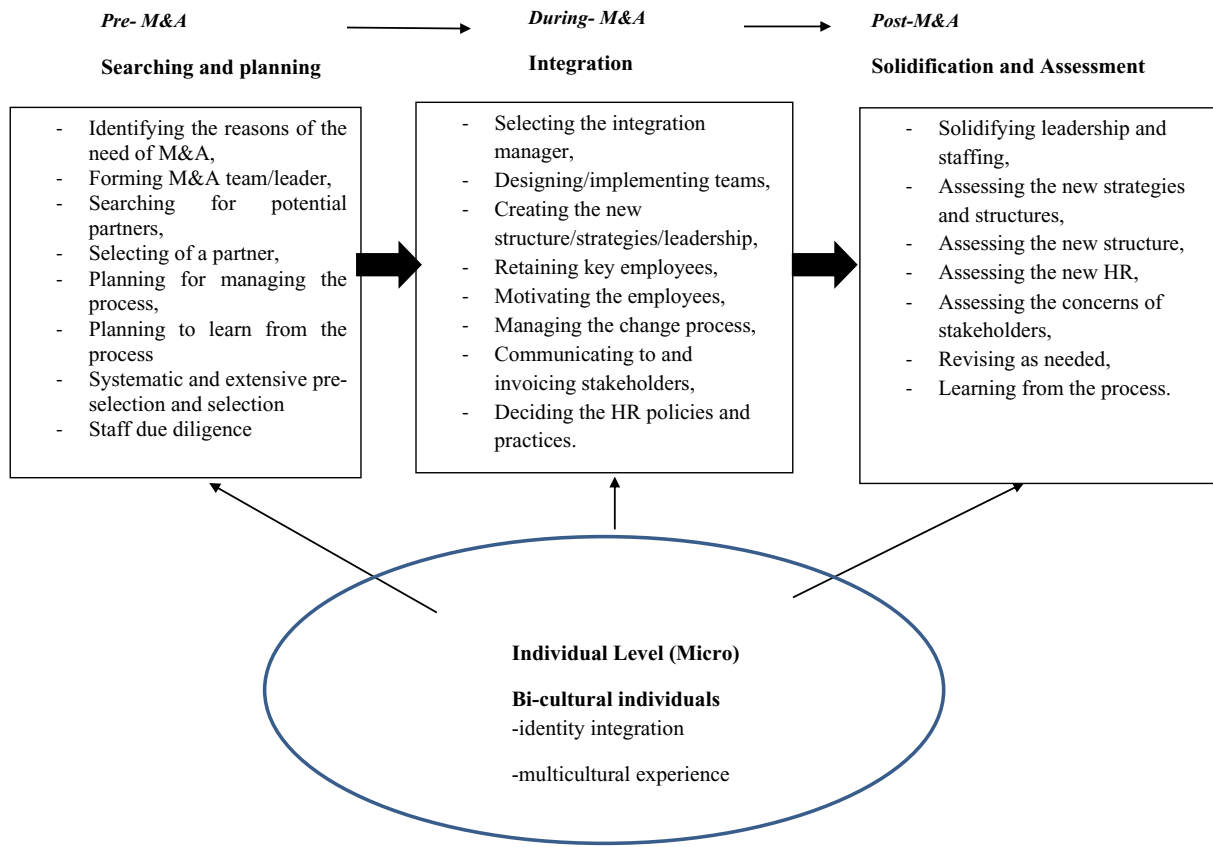 Pre- M&A
During- M&A
Post-M&A
Searching and planning
Integration
Solidification and Assessment
- Identifying the reasons of the
need of M&A,
- Forming M&A team/leader,
- Searching for potential
partners,
- Selecting of a partner,
- Planning for managing the
process,
- Planning to learn from the
process
- Systematic and extensive pre-
selection and selection
- Staff due diligence
- Selecting the integration
manager,
- Designing/implementing teams,
- Creating the new
structure/strategies/leadership,
- Retaining key employees,
- Motivating the employees,
- Managing the change process,
- Communicating to and
invoicing stakeholders,
- Deciding the HR policies and
practices.
- Solidifying leadership and
staffing,
- Assessing the new strategies
and structures,
- Assessing the new structure,
- Assessing the new HR,
- Assessing the concerns of
stakeholders,
- Revising as needed,
- Learning from the process.
Individual Level (Micro)
Bi-cultural individuals
-identity integration
-multicultural experience